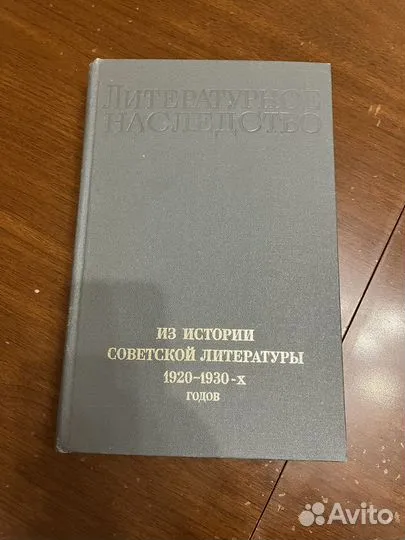 ЛИТЕРАТУРНОЕ
НАСЛЕДСТВО
ИЗ ИСТОРИИ
СОВЕТСКОЙ ЛИТЕРАТУРЫ
1920–1930-х
ГОДОВ
Avito